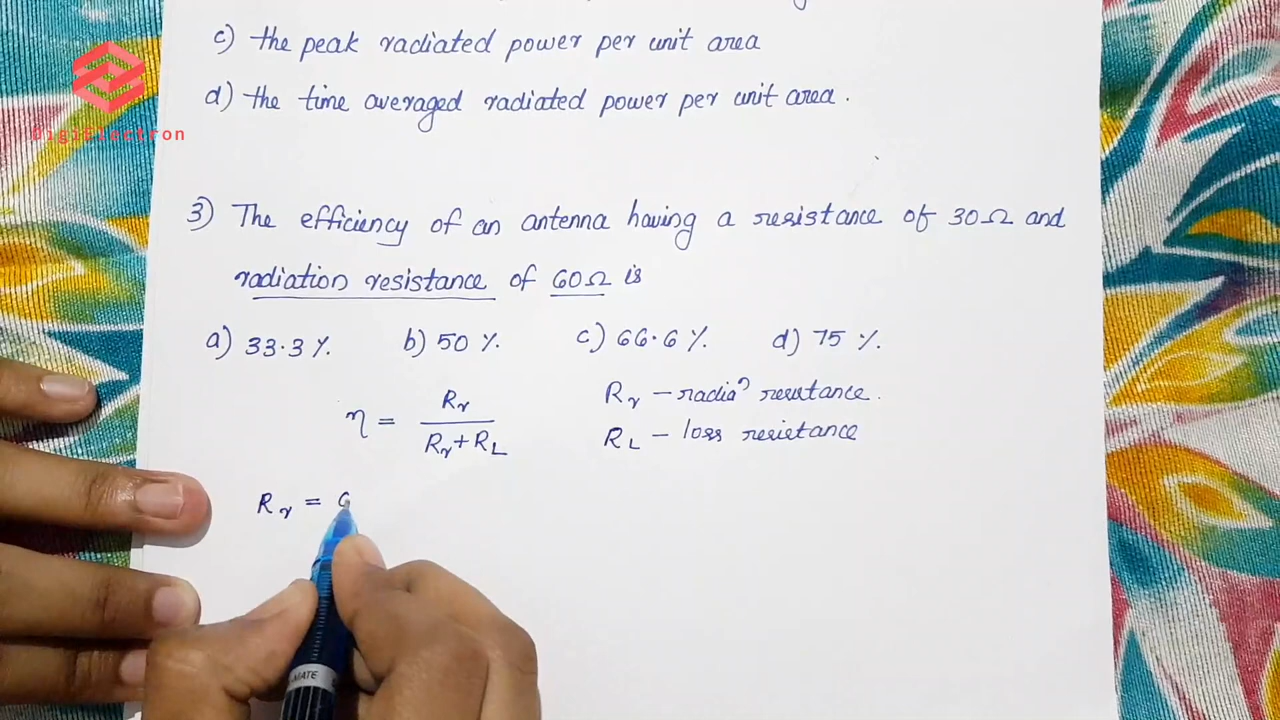 c) the peak radiated power per unit area
d) the time averaged radiated power per unit area.
DigiElectron
3) The efficiency of an antenna having a resistance of 30Ω and
radiation resistance of 60Ω is
a) 33.3 %. b) 50 %. c) 66.6 %. d) 75 %.
η = Rr / Rr+RL
Rr – radiaⁿ resistance.
RL – loss resistance
Rr = 6
MATE